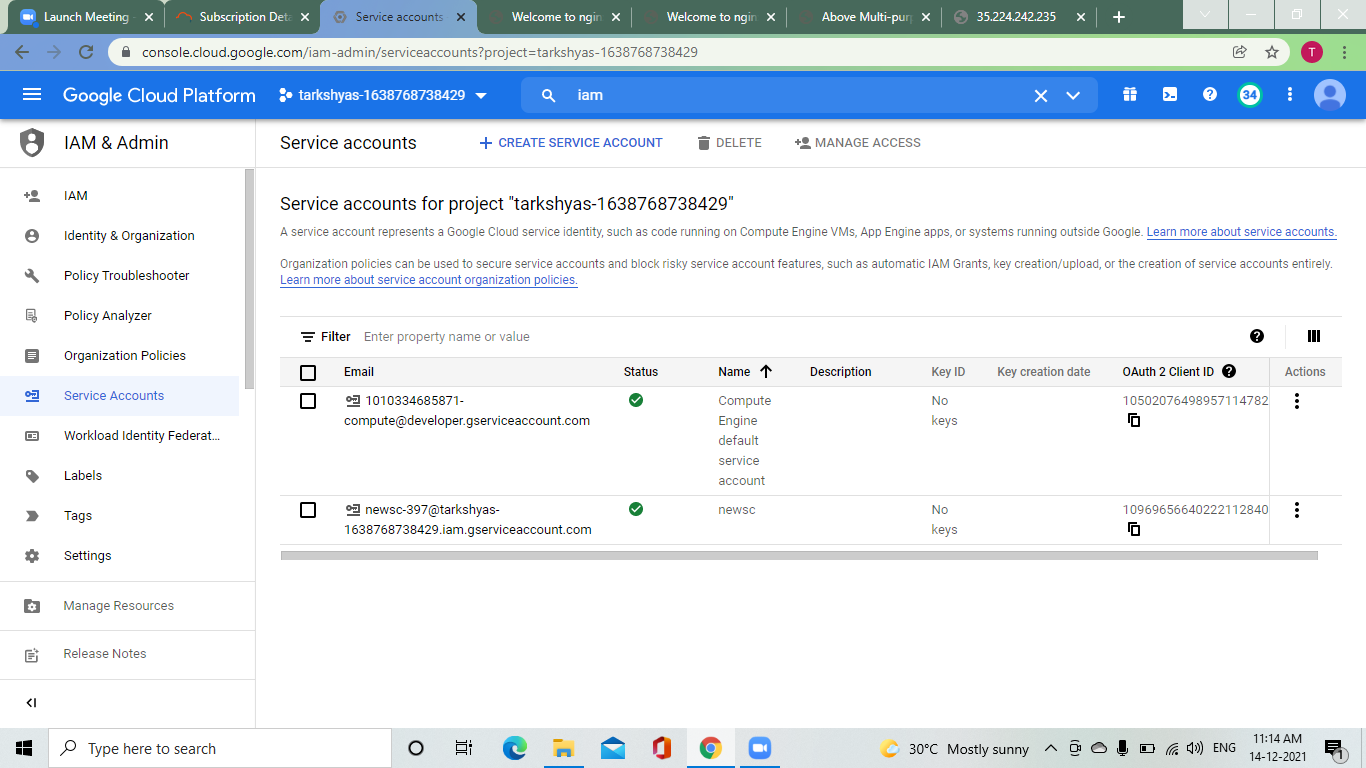 Launch Meeting
Subscription Deta
Service accounts
Welcome to ngin
Welcome to ngin
Above Multi-pur
35.224.242.235
console.cloud.google.com/iam-admin/serviceaccounts?project=tarkshyas-1638768738429
T
Google Cloud Platform
tarkshyas-1638768738429
iam
34
IAM & Admin
Service accounts
CREATE SERVICE ACCOUNT
DELETE
MANAGE ACCESS
IAM
Identity & Organization
Policy Troubleshooter
Policy Analyzer
Organization Policies
Service Accounts
Workload Identity Federat...
Labels
Tags
Settings
Manage Resources
Release Notes
Service accounts for project "tarkshyas-1638768738429"
A service account represents a Google Cloud service identity, such as code running on Compute Engine VMs, App Engine apps, or systems running outside Google. Learn more about service accounts.
Organization policies can be used to secure service accounts and block risky service account features, such as automatic IAM Grants, key creation/upload, or the creation of service accounts entirely.
Learn more about service account organization policies.
Filter Enter property name or value
Email Status Name Description Key ID Key creation date OAuth 2 Client ID Actions
1010334685871-
compute@developer.gserviceaccount.com
Compute
Engine
default
service
account
No
keys
10502076498957114782
newsc-397@tarkshyas-
1638768738429.iam.gserviceaccount.com
newsc
No
keys
10969656640222112840
Type here to search
30°C Mostly sunny
ENG
11:14 AM
14-12-2021
1